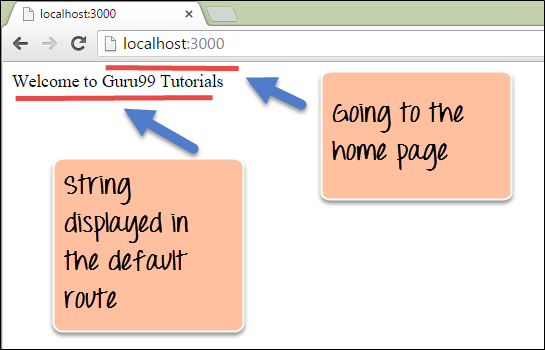 localhost:3000
localhost:3000
Welcome to Guru99 Tutorials
Going to the
home page
String
displayed in
the default
route